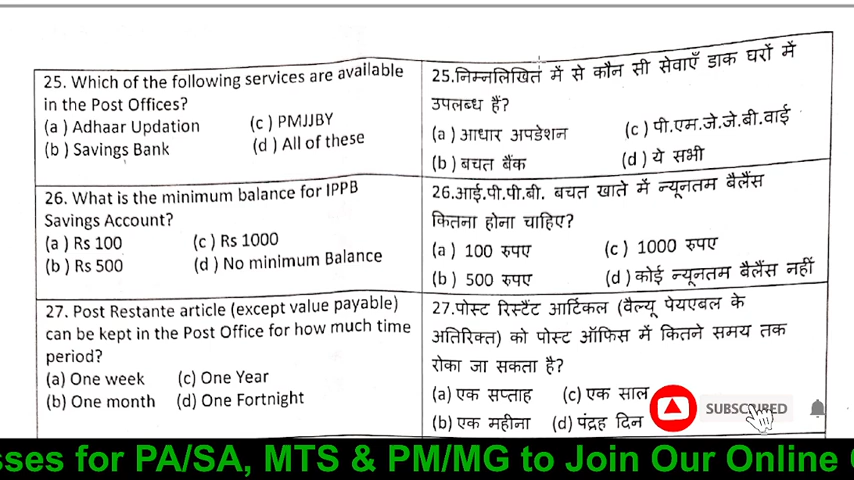 25. Which of the following services are available
in the Post Offices?
(a ) Adhaar Updation (c ) PMJJBY
(b ) Savings Bank (d ) All of these
25.निम्नलिखित में से कौन सी सेवाएँ डाक घरों में
उपलब्ध हैं?
(a ) आधार अपडेशन (c ) पी.एम.जे.जे.बी.वाई
(b ) बचत बैंक (d ) ये सभी
26. What is the minimum balance for IPPB
Savings Account?
(a ) Rs 100 (c ) Rs 1000
(b ) Rs 500 (d ) No minimum Balance
26.आई.पी.पी.बी. बचत खाते में न्यूनतम बैलैंस
कितना होना चाहिए?
(a ) 100 रुपए (c ) 1000 रुपए
(b ) 500 रुपए (d ) कोई न्यूनतम बैलैंस नहीं
27. Post Restante article (except value payable)
can be kept in the Post Office for how much time
period?
(a) One week (c) One Year
(b) One month (d) One Fortnight
27.पोस्ट रिस्टैंट आर्टिकल (वैल्यू पेयएबल के
अतिरिक्त) को पोस्ट ऑफिस में कितने समय तक
रोका जा सकता है?
(a) एक सप्ताह (c) एक साल
(b) एक महीना (d) पंद्रह दिन
SUBSCRIBED
sses for PA/SA, MTS & PM/MG to Join Our Online